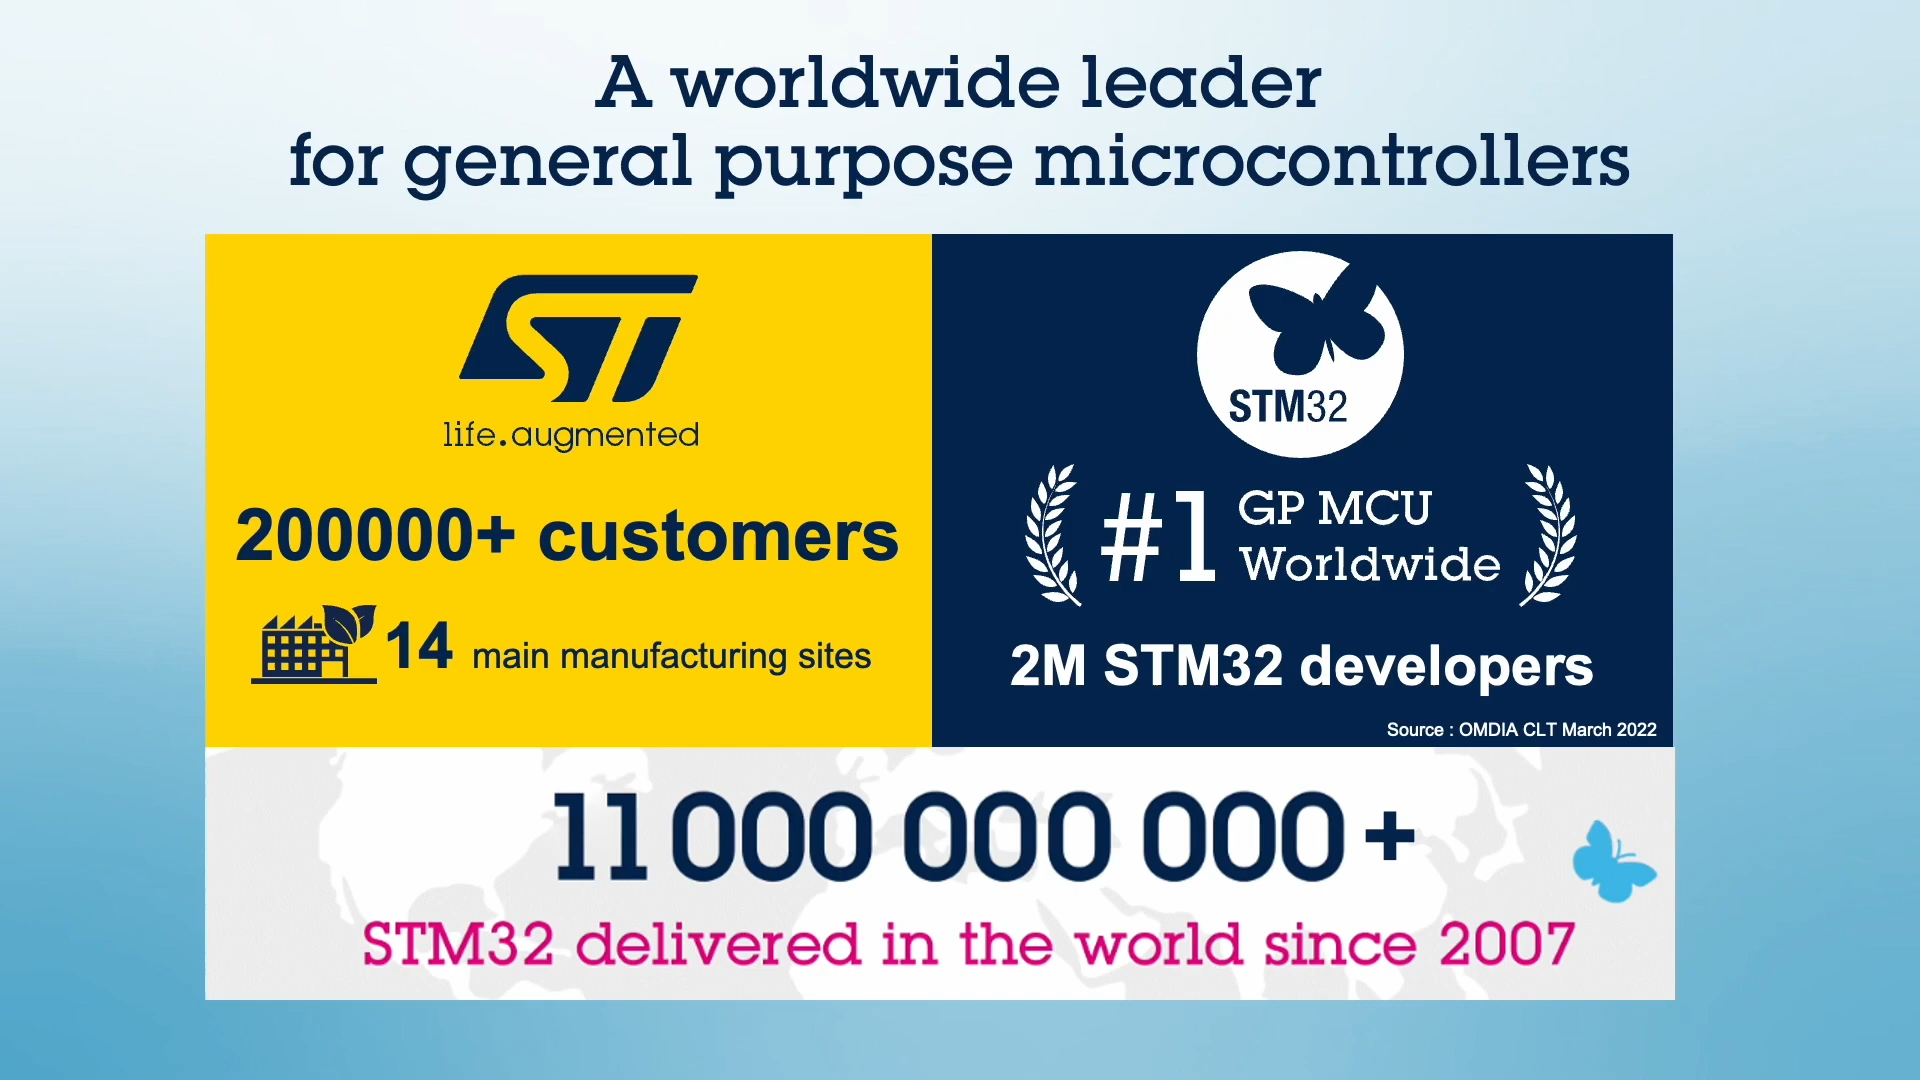 A worldwide leader
for general purpose microcontrollers
ST
life.augmented
200000+ customers
14 main manufacturing sites
STM32
#1 GP MCU
Worldwide
2M STM32 developers
Source : OMDIA CLT March 2022
11 000 000 000 +
STM32 delivered in the world since 2007